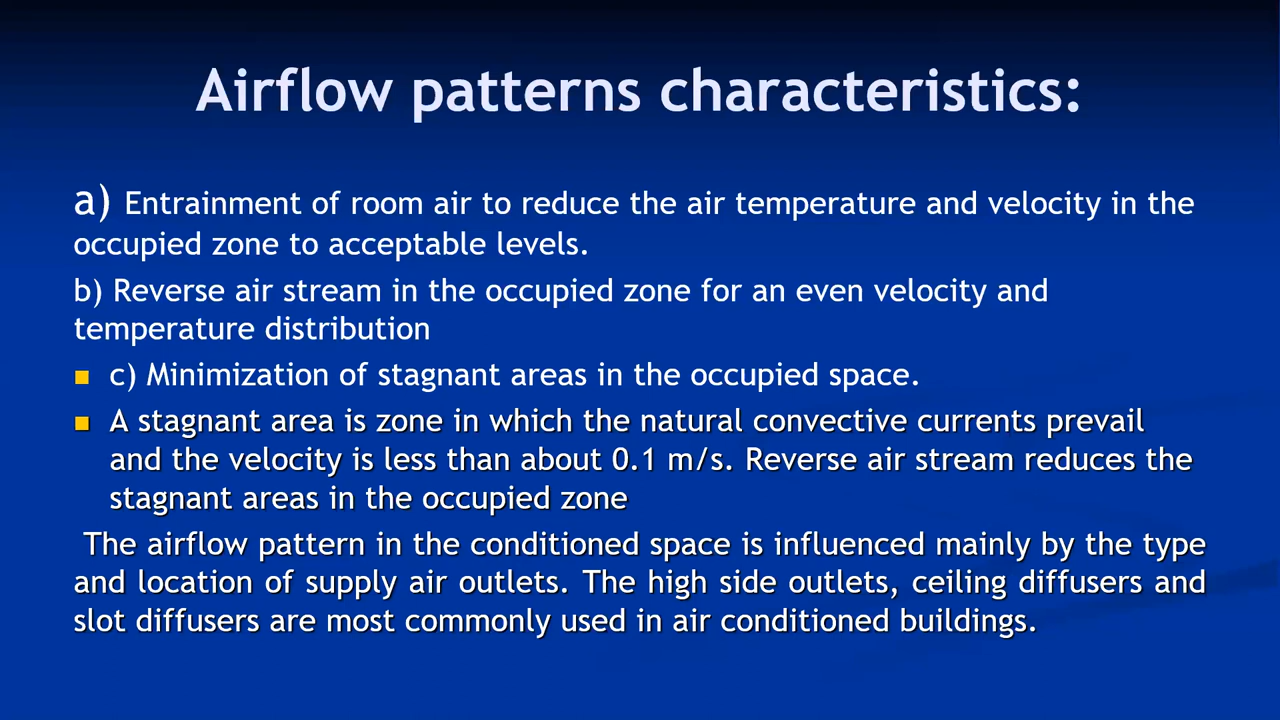 Airflow patterns characteristics:
a) Entrainment of room air to reduce the air temperature and velocity in the
occupied zone to acceptable levels.
b) Reverse air stream in the occupied zone for an even velocity and
temperature distribution
c) Minimization of stagnant areas in the occupied space.
A stagnant area is zone in which the natural convective currents prevail
and the velocity is less than about 0.1 m/s. Reverse air stream reduces the
stagnant areas in the occupied zone
The airflow pattern in the conditioned space is influenced mainly by the type
and location of supply air outlets. The high side outlets, ceiling diffusers and
slot diffusers are most commonly used in air conditioned buildings.